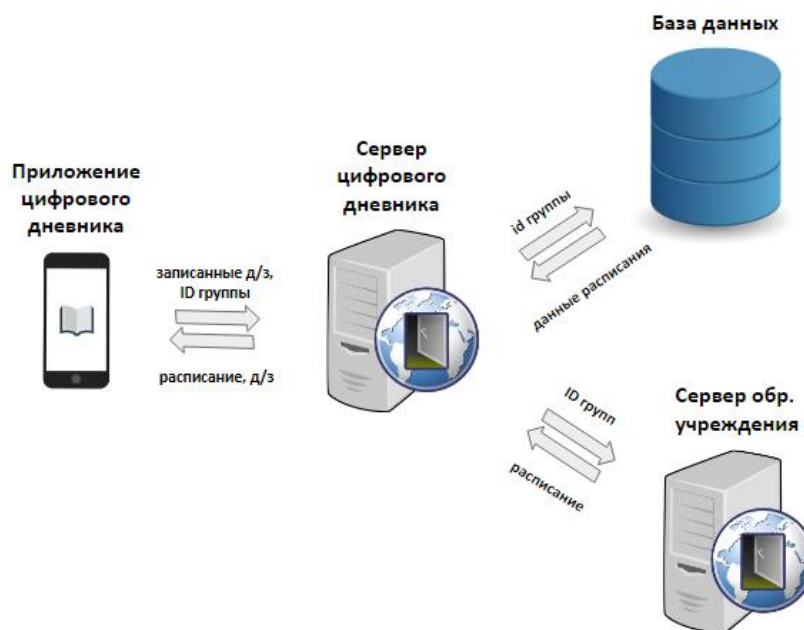 База данных
Сервер
цифрового
дневника
Приложение
цифрового
дневника
id группы
данные расписания
записанные д/з,
ID группы
расписание, д/з
Сервер обр.
учреждения
ID групп
расписание